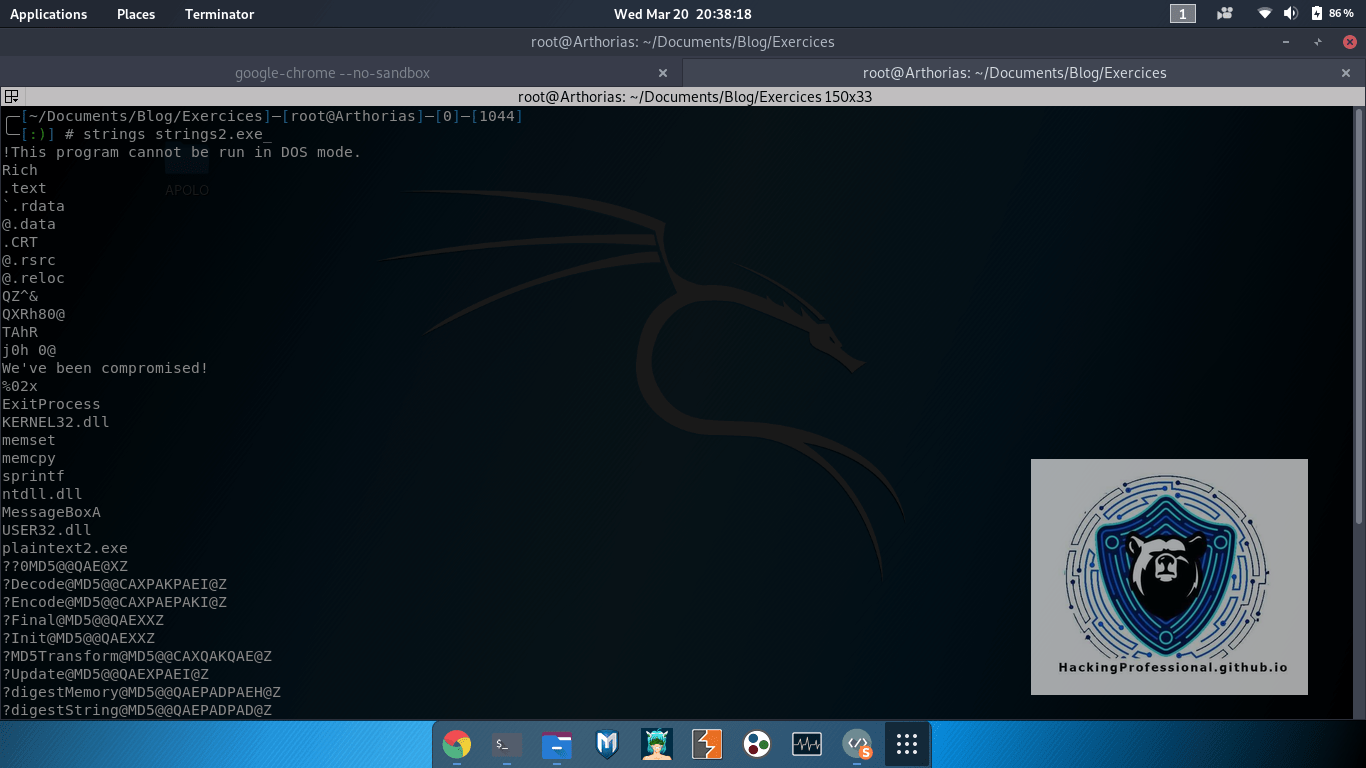 Applications Places Terminator Wed Mar 20 20:38:18 1 86 %
root@Arthorias: ~/Documents/Blog/Exercices
google-chrome --no-sandbox × root@Arthorias: ~/Documents/Blog/Exercices ×
root@Arthorias: ~/Documents/Blog/Exercices 150x33
[~/Documents/Blog/Exercices]—[root@Arthorias]—[0]—[1044]
[:)] # strings strings2.exe_
!This program cannot be run in DOS mode.
Rich
.text
APOLO
`.rdata
@.data
.CRT
@.rsrc
@.reloc
QZ^&
QXRh80@
TAhR
j0h 0@
We've been compromised!
%02x
ExitProcess
KERNEL32.dll
memset
memcpy
sprintf
ntdll.dll
MessageBoxA
USER32.dll
plaintext2.exe
??0MD5@@QAE@XZ
?Decode@MD5@@CAXPAKPAEI@Z
?Encode@MD5@@CAXPAEPAKI@Z
?Final@MD5@@QAEXXZ
?Init@MD5@@QAEXXZ
?MD5Transform@MD5@@CAXQAKQAE@Z
?Update@MD5@@QAEXPAEI@Z
?digestMemory@MD5@@QAEPADPAEH@Z
?digestString@MD5@@QAEPADPAD@Z
HackingProfessional.github.io